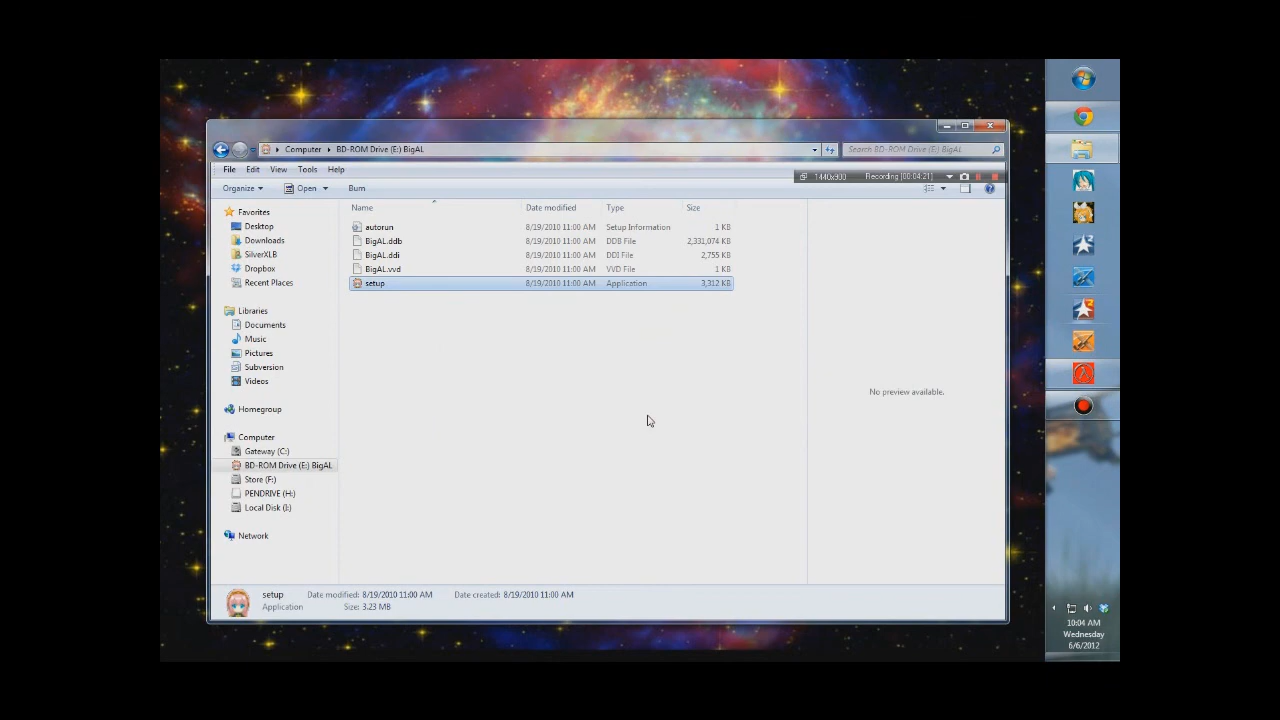 Computer ▸ BD-ROM Drive (E:) BigAL
Search BD-ROM Drive (E:) BigAL
File Edit View Tools Help
1440x900 Recording [00:04:21]
Organize Open Burn
Name Date modified Type Size
autorun 8/19/2010 11:00 AM Setup Information 1 KB
BigAL.ddb 8/19/2010 11:00 AM DDB File 2,331,074 KB
BigAL.ddi 8/19/2010 11:00 AM DDI File 2,755 KB
BigAL.vvd 8/19/2010 11:00 AM VVD File 1 KB
setup 8/19/2010 11:00 AM Application 3,312 KB
Favorites
Desktop
Downloads
SilverXLB
Dropbox
Recent Places
Libraries
Documents
Music
Pictures
Subversion
Videos
Homegroup
Computer
Gateway (C:)
BD-ROM Drive (E:) BigAL
Store (F:)
PENDRIVE (H:)
Local Disk (I:)
Network
No preview available.
setup Date modified: 8/19/2010 11:00 AM Date created: 8/19/2010 11:00 AM
Application Size: 3.23 MB
10:04 AM
Wednesday
6/6/2012